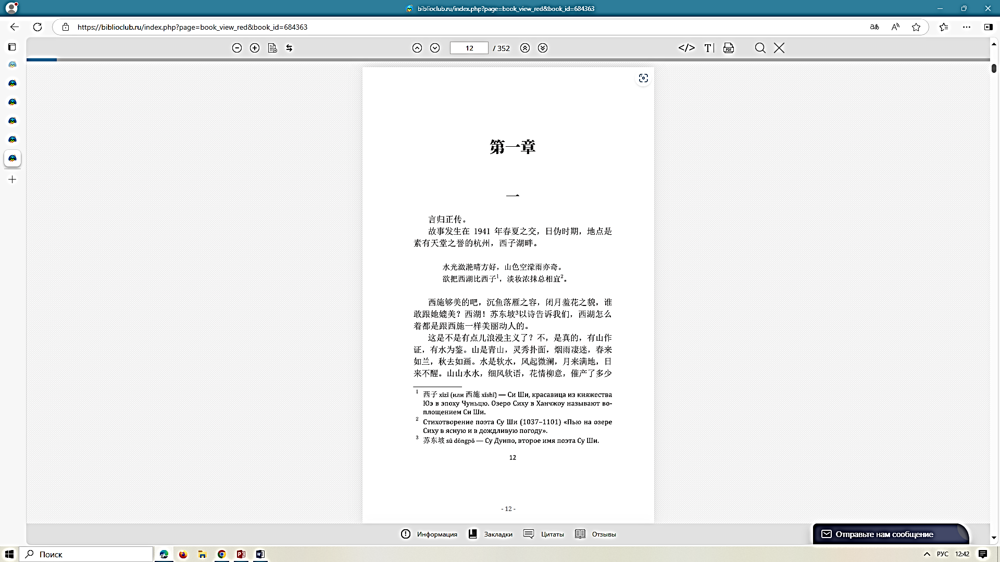 biblioclub.ru/index.php?page=book_view_red&book_id=684363
https://biblioclub.ru/index.php?page=book_view_red&book_id=684363
12 / 352
第一章
一
言归正传。
故事发生在 1941 年春夏之交，日伪时期，地点是
素有天堂之誉的杭州，西子湖畔。
水光潋滟晴方好，山色空濛雨亦奇。
欲把西湖比西子1，淡妆浓抹总相宜2。
西施够美的吧，沉鱼落雁之容，闭月羞花之貌，谁
敢跟她媲美？西湖！苏东坡3以诗告诉我们，西湖怎么
着都是跟西施一样美丽动人的。
这是不是有点儿浪漫主义了？不，是真的，有山作
证，有水为鉴。山是青山，灵秀扑面，烟雨凄迷，春来
如兰，秋去如画。水是软水，风起微澜，月来满地，日
来不醒。山山水水，细风软语，花情柳意，催产了多少
1 西子 xīzǐ (или 西施 xīshī) — Си Ши, красавица из княжества
Юэ в эпоху Чуньцю. Озеро Сиху в Ханчжоу называют во-
площением Си Ши.
2 Стихотворение поэта Су Ши (1037–1101) «Пью на озере
Сиху в ясную и в дождливую погоду».
3 苏东坡 sū dōngpō — Су Дунпо, второе имя поэта Су Ши.
12
- 12 -
Информация Закладки Цитаты Отзывы
Отправьте нам сообщение
Поиск
РУС 12:42